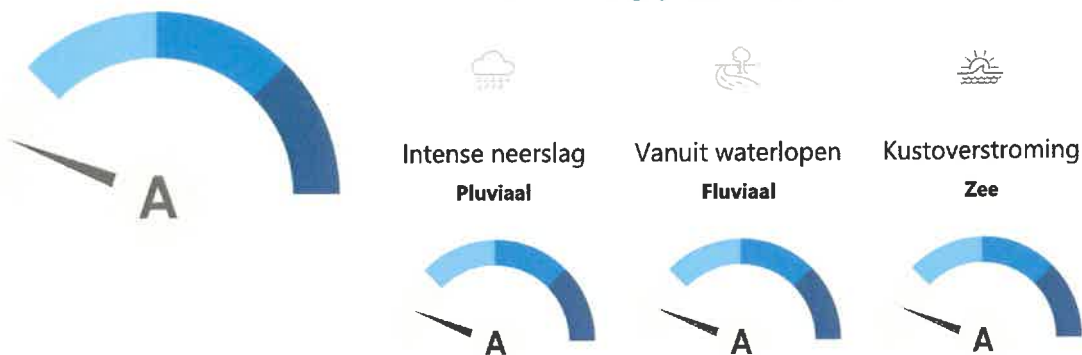 A
Intense neerslag
Pluviaal
A
Vanuit waterlopen
Fluviaal
A
Kustoverstroming
Zee
A